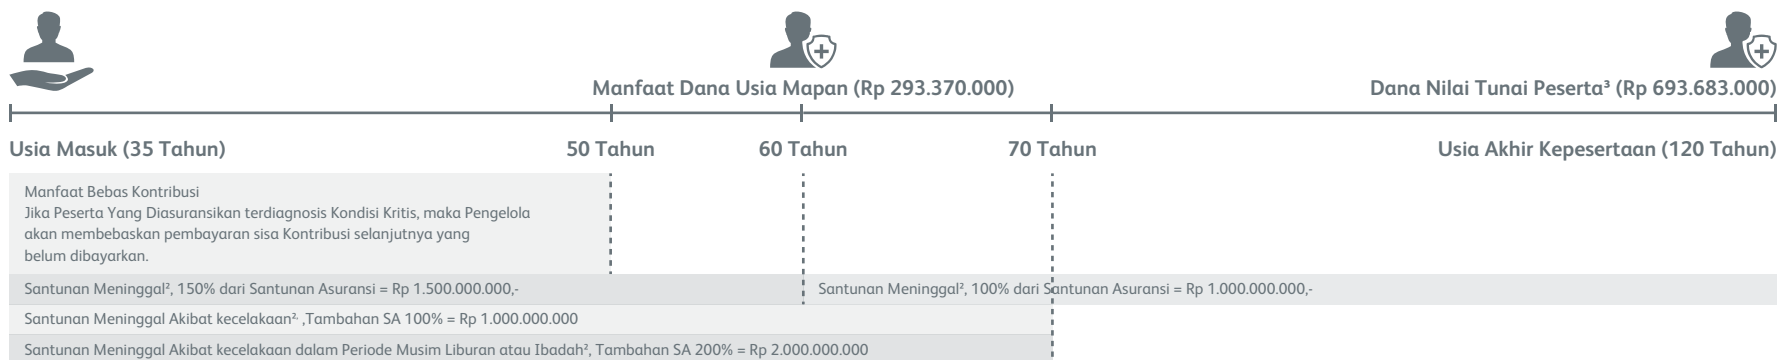 Manfaat Dana Usia Mapan (Rp 293.370.000)
Dana Nilai Tunai Peserta³ (Rp 693.683.000)
Usia Masuk (35 Tahun)
50 Tahun
60 Tahun
70 Tahun
Usia Akhir Kepesertaan (120 Tahun)
Manfaat Bebas Kontribusi
Jika Peserta Yang Diasuransikan terdiagnosis Kondisi Kritis, maka Pengelola
akan membebaskan pembayaran sisa Kontribusi selanjutnya yang
belum dibayarkan.
Santunan Meninggal², 150% dari Santunan Asuransi = Rp 1.500.000.000,-
Santunan Meninggal², 100% dari Santunan Asuransi = Rp 1.000.000.000,-
Santunan Meninggal Akibat kecelakaan², ,Tambahan SA 100% = Rp 1.000.000.000
Santunan Meninggal Akibat kecelakaan dalam Periode Musim Liburan atau Ibadah², Tambahan SA 200% = Rp 2.000.000.000